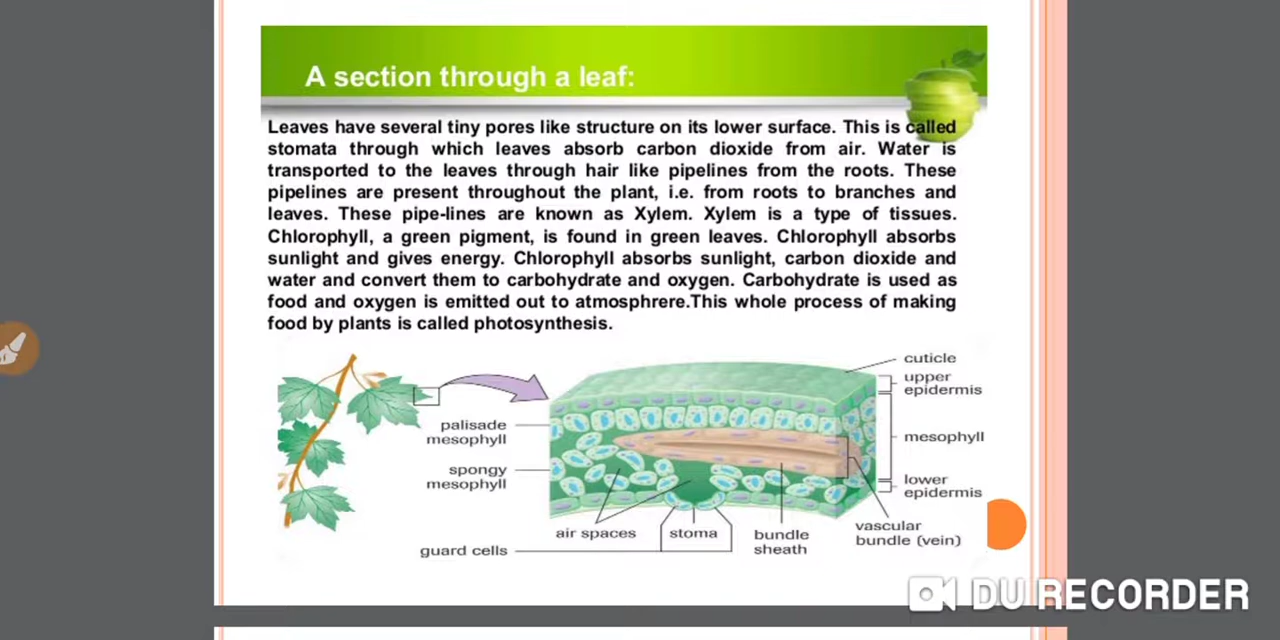 A section through a leaf:
Leaves have several tiny pores like structure on its lower surface. This is called
stomata through which leaves absorb carbon dioxide from air. Water is
transported to the leaves through hair like pipelines from the roots. These
pipelines are present throughout the plant, i.e. from roots to branches and
leaves. These pipe-lines are known as Xylem. Xylem is a type of tissues.
Chlorophyll, a green pigment, is found in green leaves. Chlorophyll absorbs
sunlight and gives energy. Chlorophyll absorbs sunlight, carbon dioxide and
water and convert them to carbohydrate and oxygen. Carbohydrate is used as
food and oxygen is emitted out to atmosphrere.This whole process of making
food by plants is called photosynthesis.
cuticle
upper
epidermis
palisade
mesophyll
mesophyll
spongy
mesophyll
lower
epidermis
air spaces
stoma
bundle
sheath
vascular
bundle (vein)
guard cells
DU RECORDER